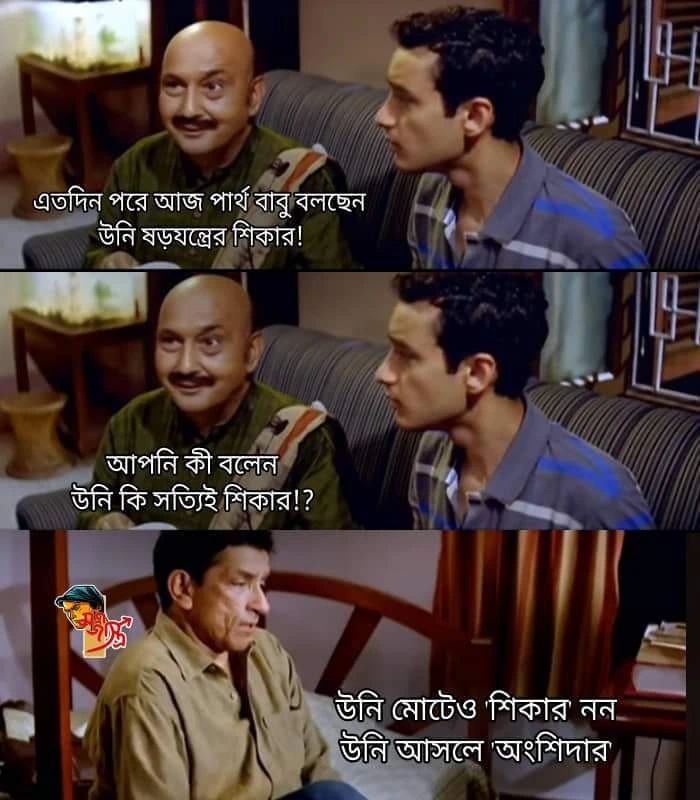 এতদিন পরে আজ পার্থ বাবু বলছেন
উনি ষড়যন্ত্রের শিকার!
আপনি কী বলেন
উনি কি সত্যিই শিকার!?
উনি মোটেও 'শিকার' নন
উনি আসলে 'অংশিদার'